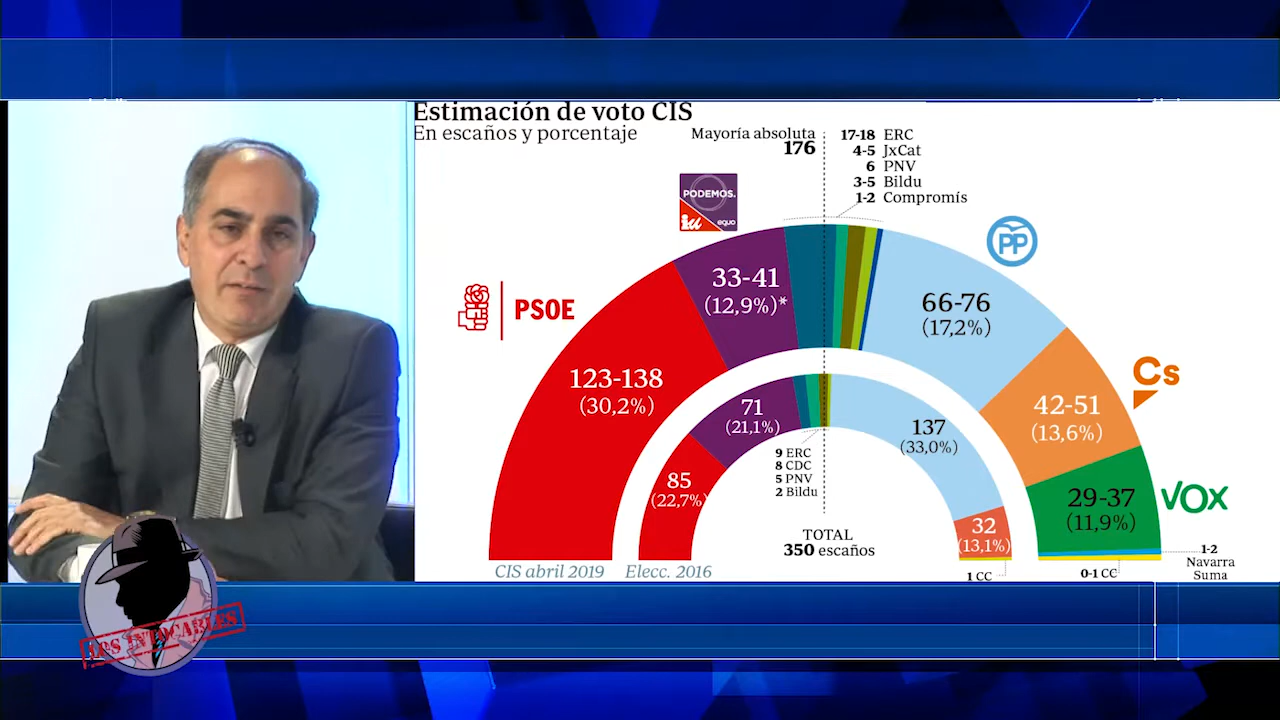 Estimación de voto CIS
En escaños y porcentaje
Mayoría absoluta
176
17-18 ERC
4-5 JxCat
6 PNV
3-5 Bildu
1-2 Compromís
PODEMOS.
iu equo
PP
PSOE
33-41
(12,9%)*
66-76
(17,2%)
123-138
(30,2%)
Cs
42-51
(13,6%)
71
(21,1%)
137
(33,0%)
9 ERC
8 CDC
5 PNV
2 Bildu
85
(22,7%)
29-37
(11,9%)
VOX
32
(13,1%)
TOTAL
350 escaños
CIS abril 2019
Elecc. 2016
1 CC
0-1 CC
1-2
Navarra
Suma
LOS INTOCABLES